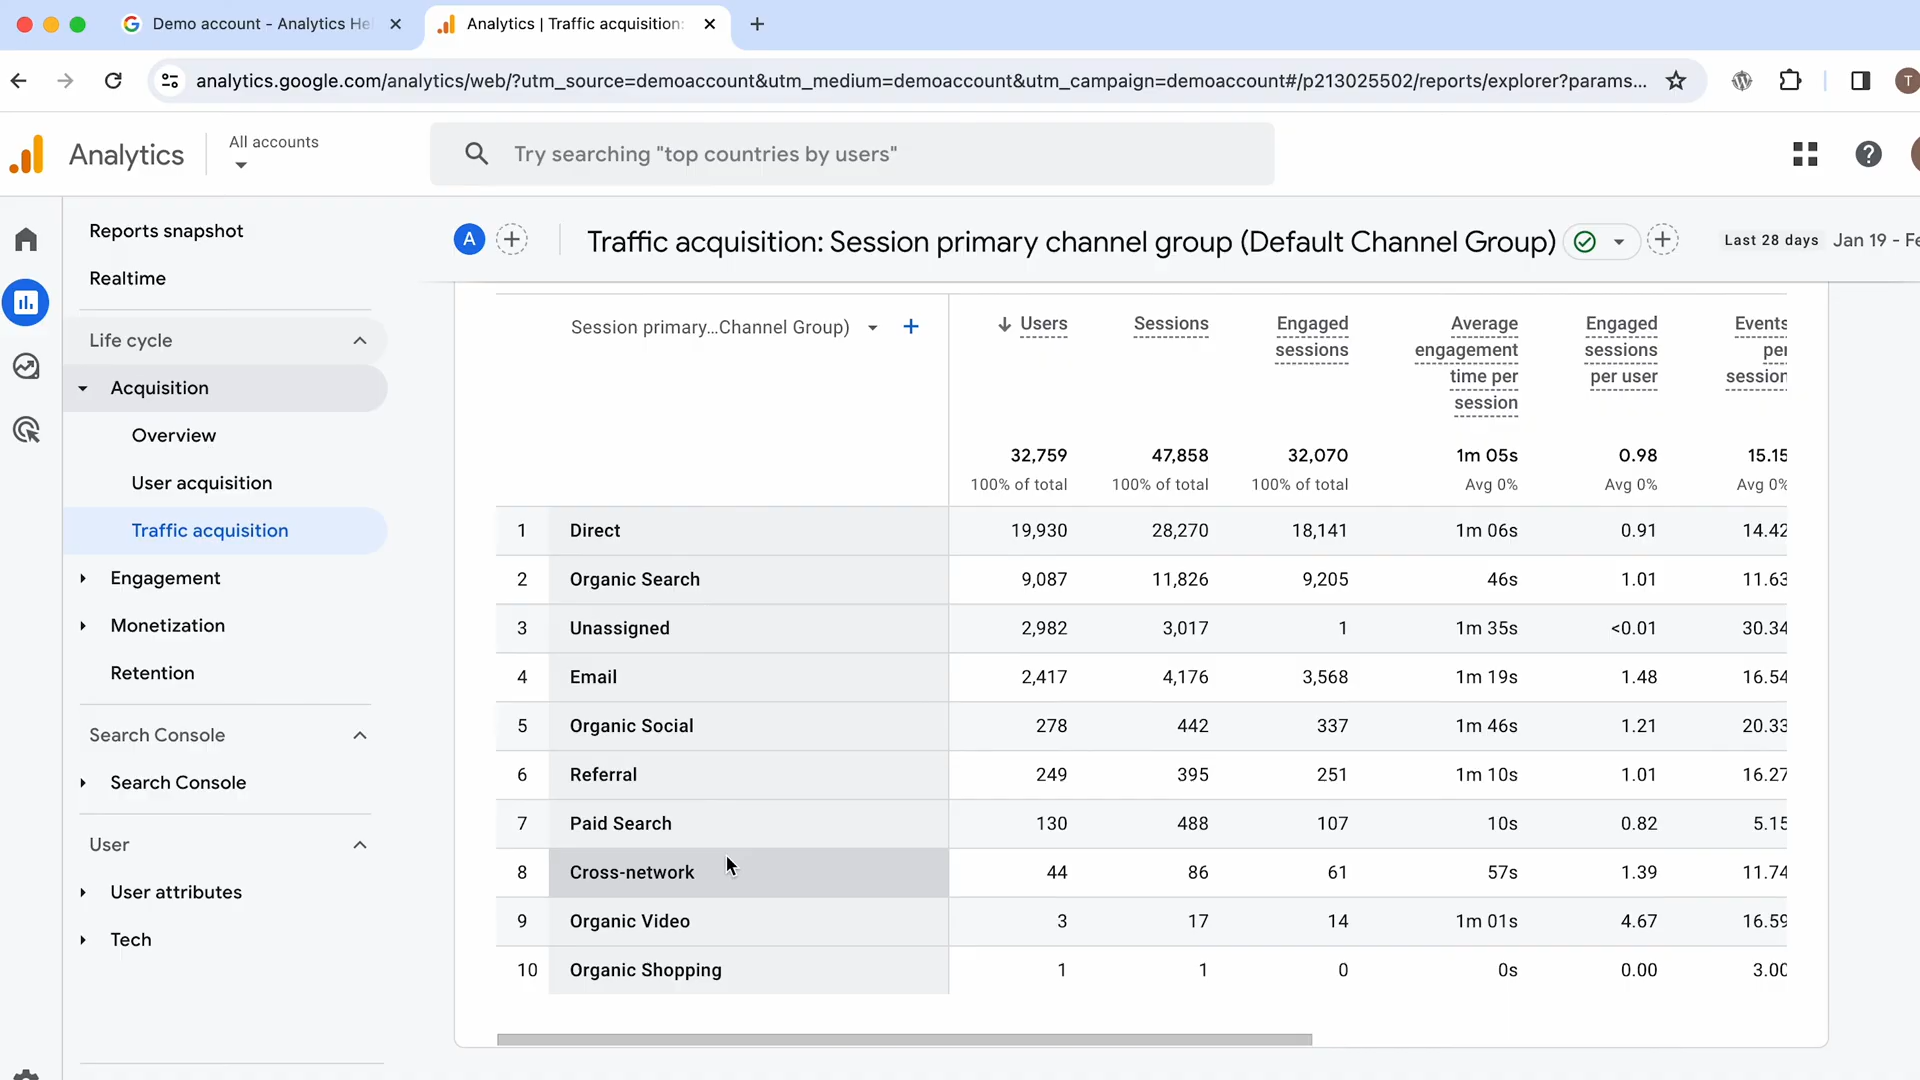 Demo account - Analytics He
Analytics | Traffic acquisition:
analytics.google.com/analytics/web/?utm_source=demoaccount&utm_medium=demoaccount&utm_campaign=demoaccount#/p213025502/reports/explorer?params...
T
Analytics
All accounts
Try searching "top countries by users"
Reports snapshot
Realtime
Life cycle
Acquisition
Overview
User acquisition
Traffic acquisition
Engagement
Monetization
Retention
Search Console
Search Console
User
User attributes
Tech
A
Traffic acquisition: Session primary channel group (Default Channel Group)
Last 28 days Jan 19 - Fe
Session primary...Channel Group)
Users
Sessions
Engaged sessions
Average engagement time per session
Engaged sessions per user
Events per session
32,759 47,858 32,070 1m 05s 0.98 15.15
100% of total 100% of total 100% of total Avg 0% Avg 0% Avg 0%
1 Direct 19,930 28,270 18,141 1m 06s 0.91 14.42
2 Organic Search 9,087 11,826 9,205 46s 1.01 11.63
3 Unassigned 2,982 3,017 1 1m 35s <0.01 30.34
4 Email 2,417 4,176 3,568 1m 19s 1.48 16.54
5 Organic Social 278 442 337 1m 46s 1.21 20.33
6 Referral 249 395 251 1m 10s 1.01 16.27
7 Paid Search 130 488 107 10s 0.82 5.15
8 Cross-network 44 86 61 57s 1.39 11.74
9 Organic Video 3 17 14 1m 01s 4.67 16.59
10 Organic Shopping 1 1 0 0s 0.00 3.00